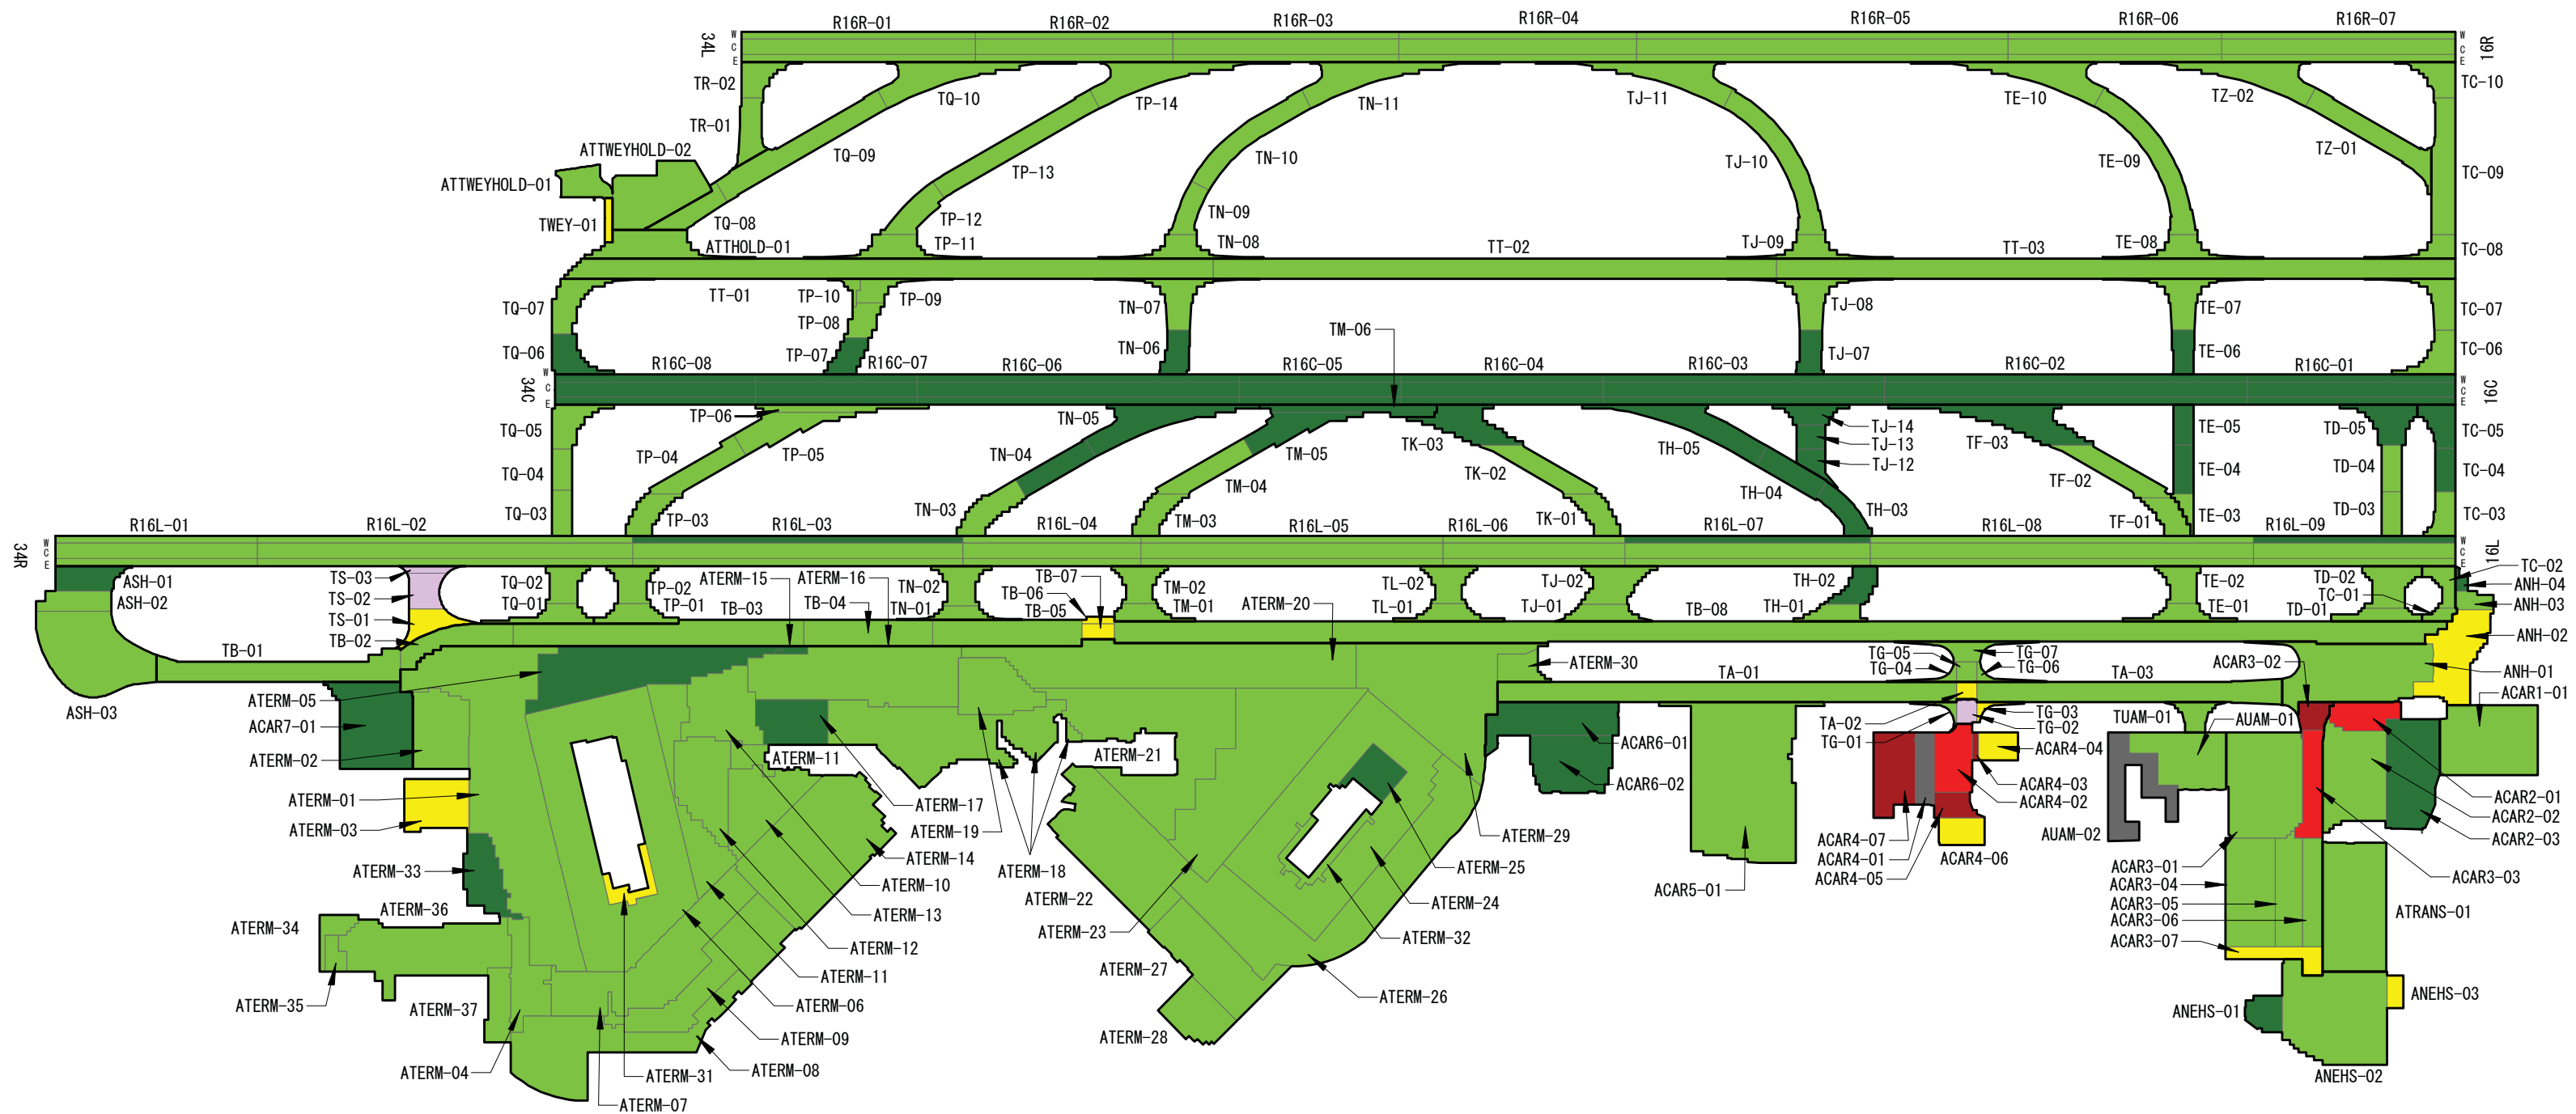 R16R-01
R16R-02
R16R-03
R16R-04
R16R-05
R16R-06
R16R-07
34L
W
C
E
W
C
E
16R
TR-02
TQ-10
TP-14
TN-11
TJ-11
TE-10
TZ-02
TC-10
TR-01
ATTWEYHOLD-02
TQ-09
TP-13
TN-10
TJ-10
TE-09
TZ-01
TC-09
ATTWEYHOLD-01
TWEY-01
TQ-08
TP-12
TN-09
ATTHOLD-01
TP-11
TN-08
TT-02
TJ-09
TT-03
TE-08
TC-08
TQ-07
TT-01
TP-10
TP-09
TN-07
TJ-08
TE-07
TC-07
TP-08
TM-06
TQ-06
R16C-08
TP-07
R16C-07
R16C-06
TN-06
R16C-05
R16C-04
R16C-03
TJ-07
R16C-02
TE-06
R16C-01
TC-06
34C
W
C
E
W
C
E
16C
TP-06
TN-05
TQ-05
TK-03
TH-05
TJ-14
TJ-13
TJ-12
TF-03
TE-05
TD-05
TC-05
TP-04
TP-05
TN-04
TM-05
TQ-04
TM-04
TK-02
TH-04
TF-02
TE-04
TD-04
TC-04
TQ-03
TP-03
TN-03
TM-03
TK-01
TH-03
TF-01
TE-03
TD-03
TC-03
R16L-01
R16L-02
R16L-03
R16L-04
R16L-05
R16L-06
R16L-07
R16L-08
R16L-09
34R
W
C
E
W
C
E
16L
ASH-01
ASH-02
TS-03
TS-02
TS-01
TB-02
TQ-02
TQ-01
TP-02
TP-01
ATERM-15
ATERM-16
TB-03
TB-04
TN-02
TN-01
TB-07
TB-06
TB-05
TM-02
TM-01
ATERM-20
TL-02
TL-01
TJ-02
TJ-01
TB-08
TH-02
TH-01
TE-02
TE-01
TD-02
TC-01
TD-01
TC-02
ANH-04
ANH-03
ANH-02
ANH-01
TB-01
ASH-03
ATERM-30
TA-01
TG-05
TG-04
TG-07
TG-06
TA-03
ACAR3-02
ACAR1-01
ATERM-05
ACAR7-01
ATERM-02
ATERM-01
ATERM-03
ATERM-33
ATERM-36
ATERM-34
ATERM-35
ATERM-37
ATERM-04
ATERM-11
ATERM-17
ATERM-19
ATERM-18
ATERM-21
ATERM-14
ATERM-10
ATERM-13
ATERM-12
ATERM-11
ATERM-06
ATERM-09
ATERM-08
ATERM-31
ATERM-07
ATERM-22
ATERM-23
ATERM-27
ATERM-28
ATERM-29
ATERM-25
ATERM-24
ATERM-32
ATERM-26
ACAR6-01
ACAR6-02
ACAR5-01
TA-02
TG-01
TG-03
TG-02
ACAR4-04
ACAR4-03
ACAR4-02
ACAR4-07
ACAR4-01
ACAR4-05
ACAR4-06
TUAM-01
AUAM-01
AUAM-02
ACAR2-01
ACAR2-02
ACAR2-03
ACAR3-01
ACAR3-04
ACAR3-05
ACAR3-06
ACAR3-07
ACAR3-03
ATRANS-01
ANEHS-01
ANEHS-03
ANEHS-02